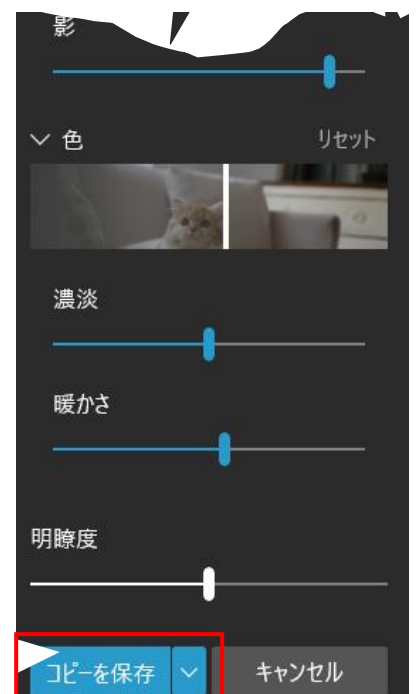 影
色 リセット
濃淡
暖かさ
明瞭度
コピーを保存 キャンセル